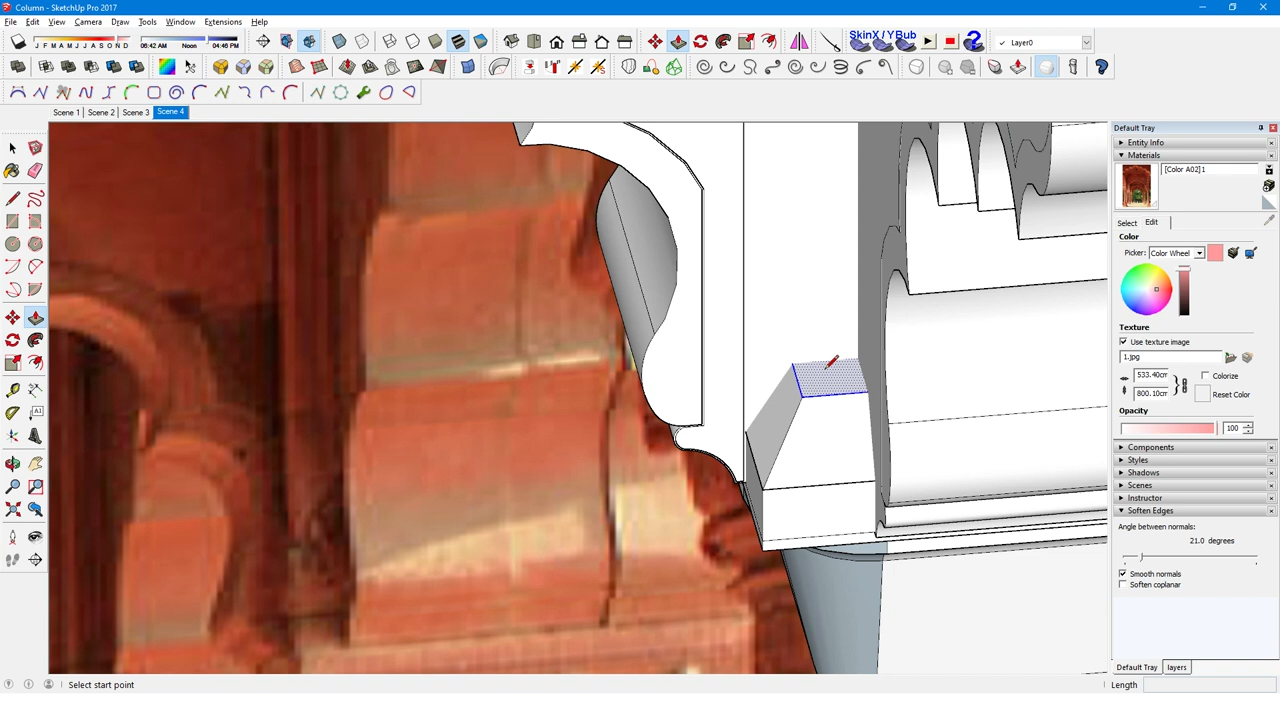 Column - SketchUp Pro 2017
File Edit View Camera Draw Tools Window Extensions Help
J F M A M J J A S O N D 06:42 AM Noon 04:46 PM SkinX / YBub ✓ Layer0
Scene 1 Scene 2 Scene 3 Scene 4
Default Tray
Entity Info
Materials
[Color A02]1
Select Edit
Color
Picker: Color Wheel
Texture
Use texture image
1.jpg
533.40cm Colorize
800.10cm Reset Color
Opacity
100
Components
Styles
Shadows
Scenes
Instructor
Soften Edges
Angle between normals:
21.0 degrees
Smooth normals
Soften coplanar
Default Tray layers
Select start point Length